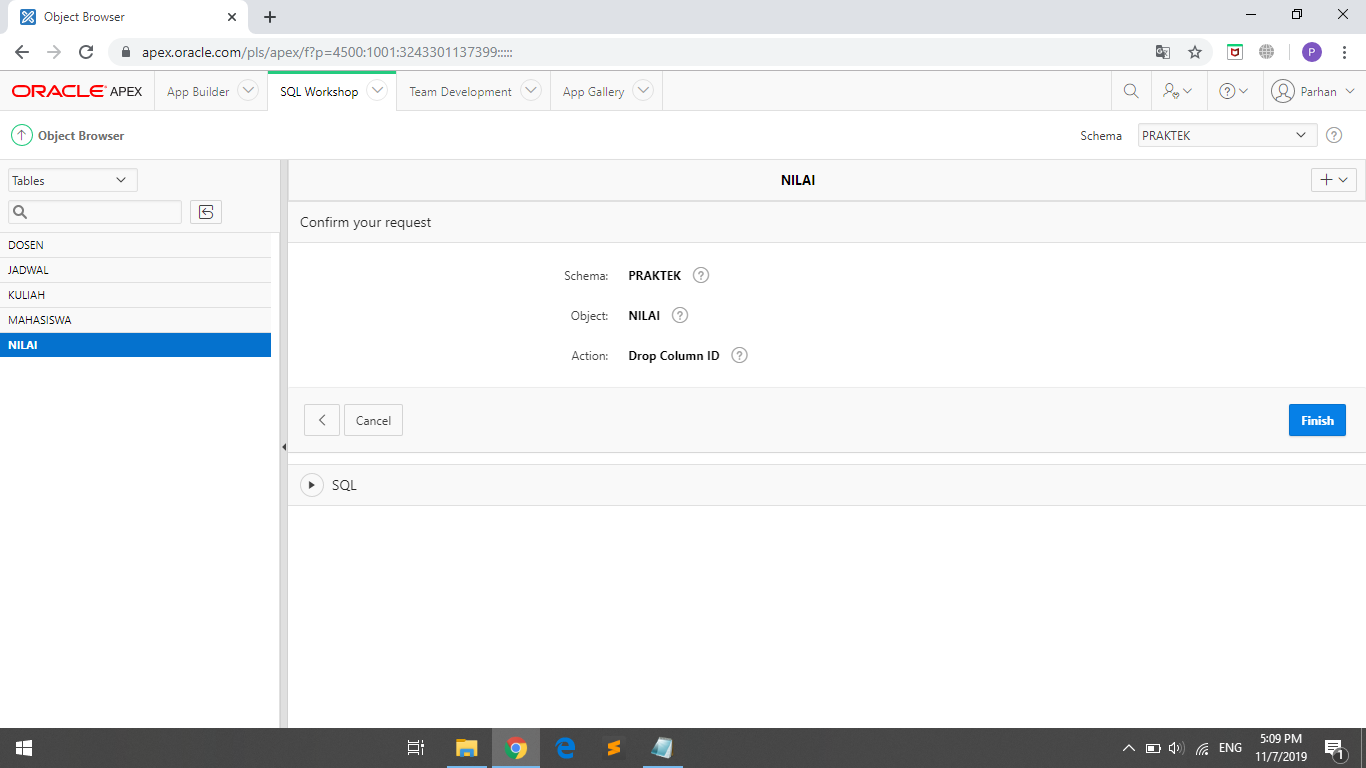 Object Browser
apex.oracle.com/pls/apex/f?p=4500:1001:3243301137399:::::
P
ORACLE APEX
App Builder
SQL Workshop
Team Development
App Gallery
Parhan
Object Browser
Schema
PRAKTEK
Tables
NILAI
Confirm your request
DOSEN
JADWAL
KULIAH
MAHASISWA
NILAI
Schema: PRAKTEK
Object: NILAI
Action: Drop Column ID
Cancel
Finish
SQL
ENG
5:09 PM
11/7/2019
1